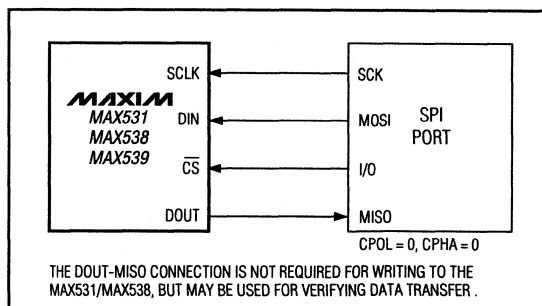 SCLK
SCK
MAXIM
MAX531
DIN
MOSI
SPI
MAX538
PORT
MAX539
CS
I/O
DOUT
MISO
CPOL = 0, CPHA = 0
THE DOUT-MISO CONNECTION IS NOT REQUIRED FOR WRITING TO THE
MAX531/MAX538, BUT MAY BE USED FOR VERIFYING DATA TRANSFER .